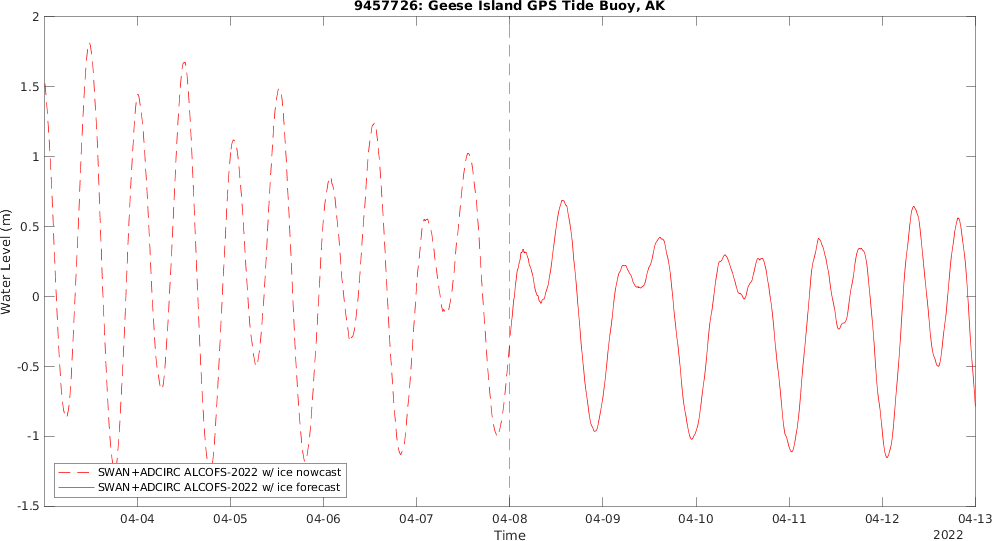 9457726: Geese Island GPS Tide Buoy, AK
2
1.5
1
0.5
0
-0.5
-1
-1.5
Water Level (m)
SWAN+ADCIRC ALCOFS-2022 w/ ice nowcast
SWAN+ADCIRC ALCOFS-2022 w/ ice forecast
04-04 04-05 04-06 04-07 04-08 04-09 04-10 04-11 04-12 04-13
Time
2022